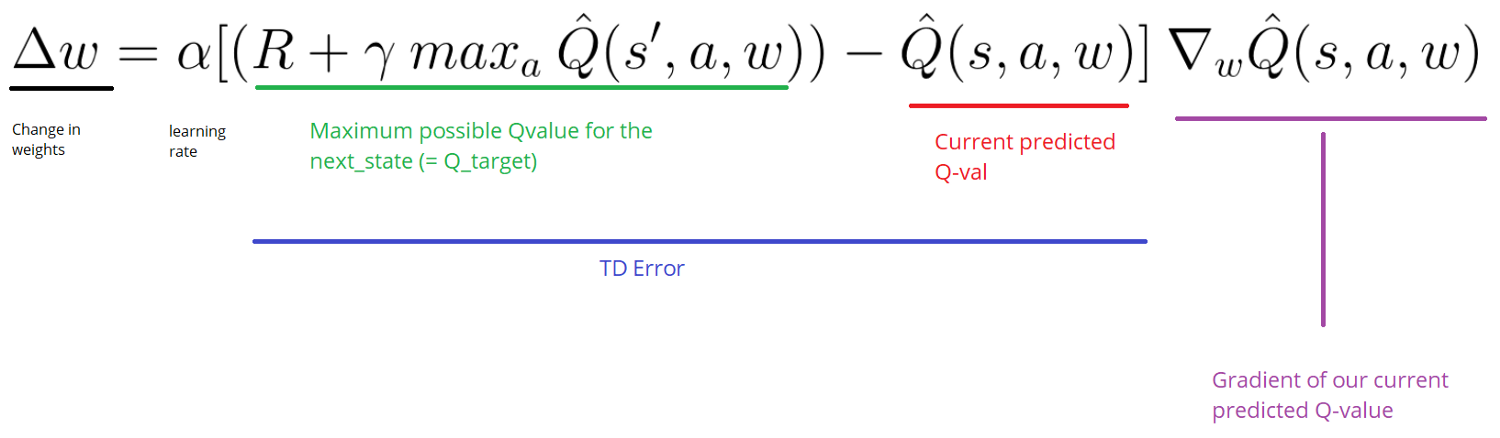 Δw = α[(R + γ max_a Q̂(s′, a, w)) − Q̂(s, a, w)] ∇_w Q̂(s, a, w)
Change in
weights
learning
rate
Maximum possible Qvalue for the
next_state (= Q_target)
Current predicted
Q-val
TD Error
Gradient of our current
predicted Q-value